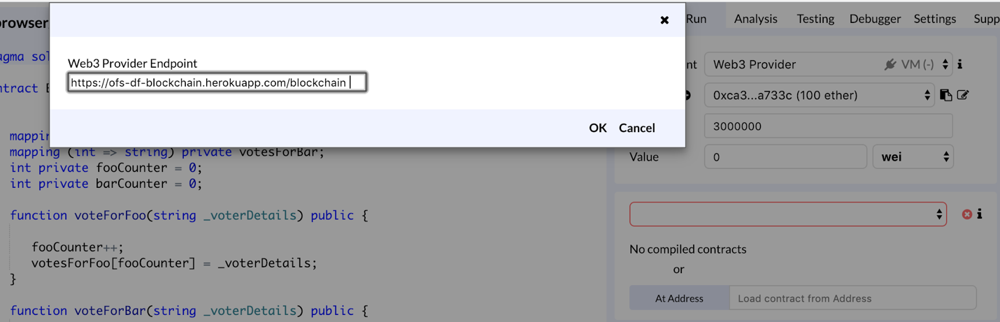 browser
Run Analysis Testing Debugger Settings Supp
✖
Web3 Provider Endpoint
https://ofs-df-blockchain.herokuapp.com/blockchain
OK Cancel
agma sol
ntract E
mappin
mapping (int => string) private votesForBar;
int private fooCounter = 0;
int private barCounter = 0;
function voteForFoo(string _voterDetails) public {
fooCounter++;
votesForFoo[fooCounter] = _voterDetails;
}
function voteForBar(string _voterDetails) public {
nt Web3 Provider VM (-) i
0xca3...a733c (100 ether)
3000000
Value 0 wei
i
No compiled contracts
or
At Address Load contract from Address